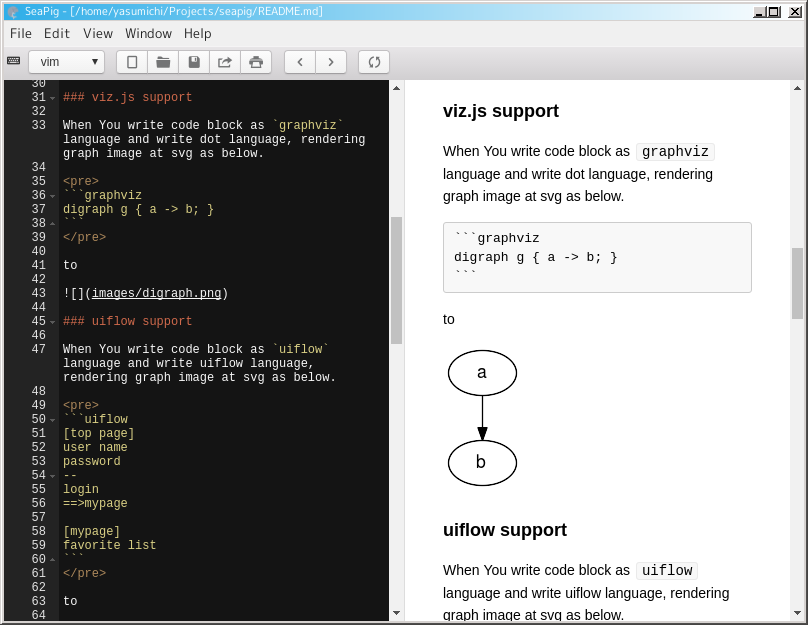 SeaPig - [/home/yasumichi/Projects/seapig/README.md]
File Edit View Window Help
vim
30
31 ### viz.js support
32
33 When You write code block as `graphviz`
language and write dot language, rendering
graph image at svg as below.
34
35 <pre>
36 ```graphviz
37 digraph g { a -> b; }
38 ```
39 </pre>
40
41 to
42
43 ![](images/digraph.png)
44
45 ### uiflow support
46
47 When You write code block as `uiflow`
language and write uiflow language,
rendering graph image at svg as below.
48
49 <pre>
50 ```uiflow
51 [top page]
52 user name
53 password
54 --
55 login
56 ==>mypage
57
58 [mypage]
59 favorite list
60 ```
61 </pre>
62
63 to
64
viz.js support
When You write code block as graphviz
language and write dot language, rendering
graph image at svg as below.
```graphviz
digraph g { a -> b; }
```
to
a
b
uiflow support
When You write code block as uiflow
language and write uiflow language, rendering
graph image at svg as below.